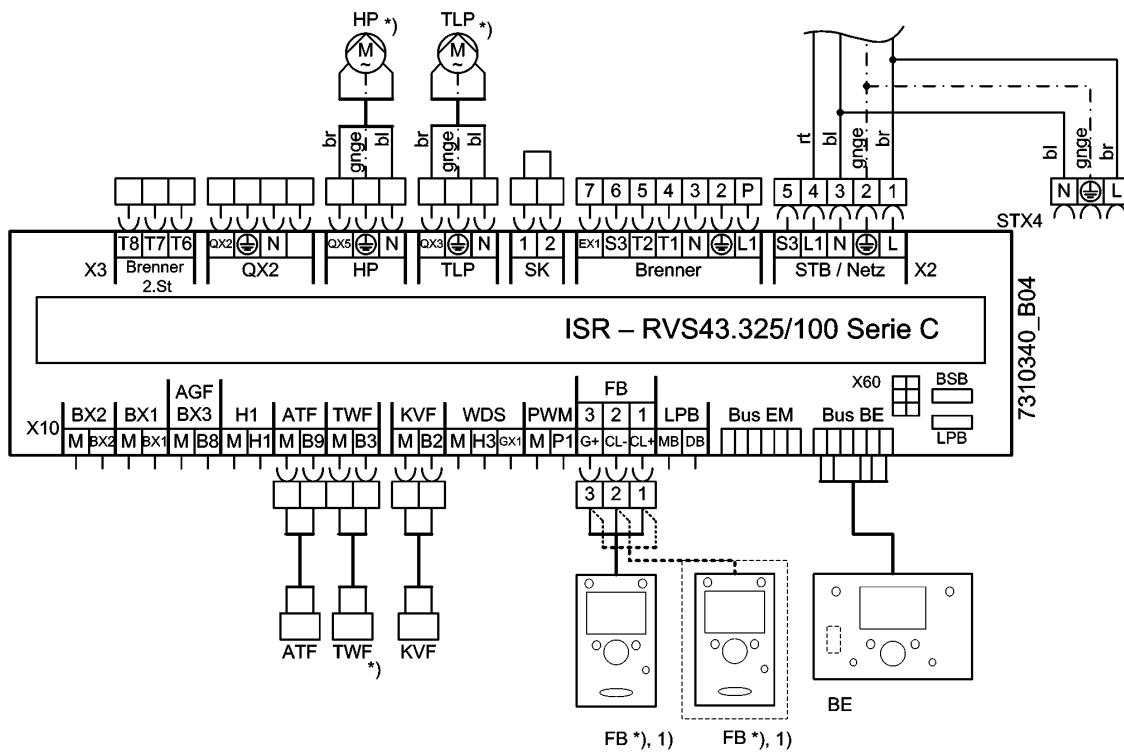 HP *) TLP *)
M ~ M ~
br gnge bl br gnge bl rt bl gnge br bl gnge br
7 6 5 4 3 2 P 5 4 3 2 1 N L
STX4
T8 T7 T6 QX2 N QX5 N QX3 N 1 2 EX1 S3 T2 T1 N L1 S3 L1 N L
X3 Brenner 2.St QX2 HP TLP SK Brenner STB / Netz X2
ISR – RVS43.325/100 Serie C
7310340_B04
X60 BSB
LPB
AGF FB
X10 BX2 BX1 BX3 H1 ATF TWF KVF WDS PWM 3 2 1 LPB Bus EM Bus BE
M BX2 M BX1 M B8 M H1 M B9 M B3 M B2 M H3 GX1 M P1 G+ CL- CL+ MB DB
3 2 1
ATF TWF *) KVF
BE
FB *), 1) FB *), 1)